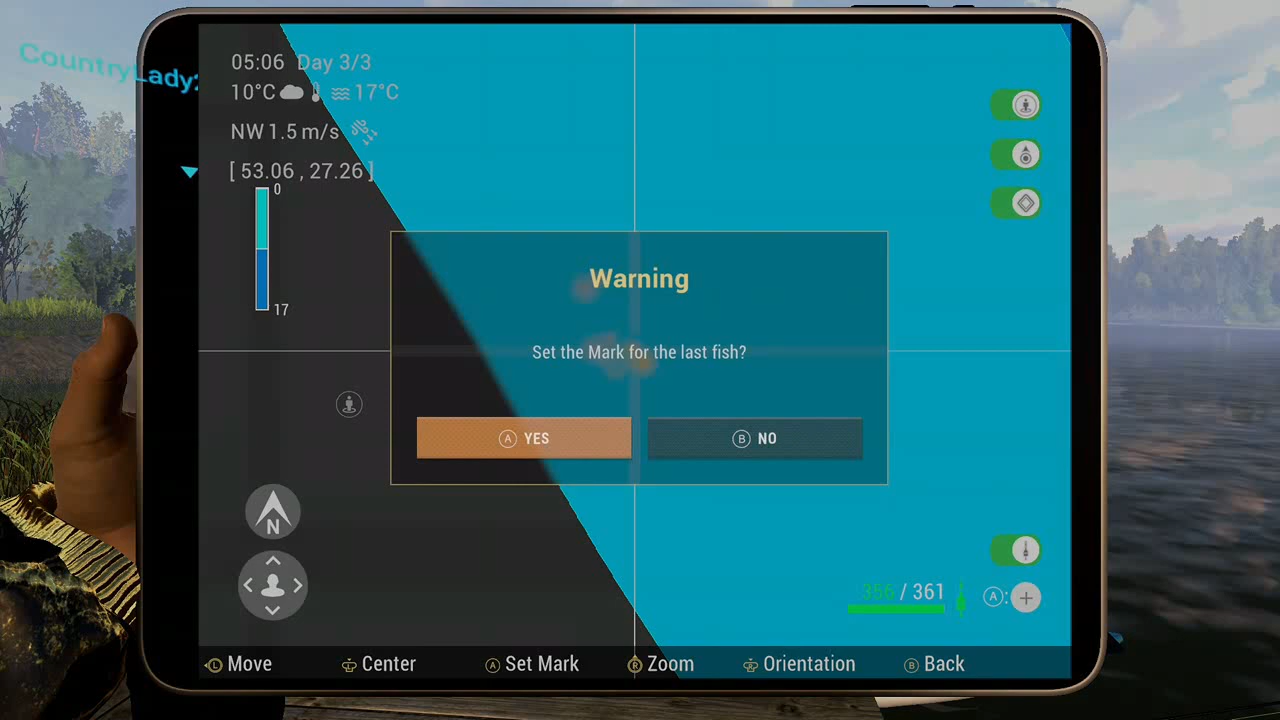 CountryLady
05:06 Day 3/3
10°C 17°C
NW 1.5 m/s
[ 53.06 , 27.26 ]
0
17
Warning
Set the Mark for the last fish?
A YES
B NO
N
356 / 361
A: +
L Move
Center
A Set Mark
R Zoom
R Orientation
B Back